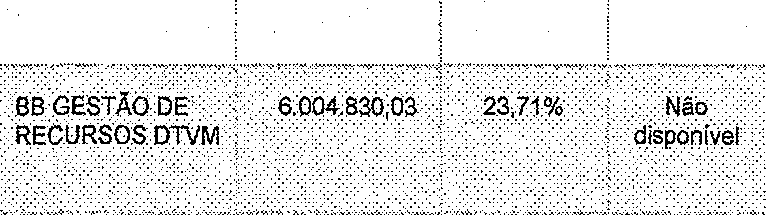 BB GESTÃO DE 6.004.830,03 23,71% Não
RECURSOS DTVM disponível